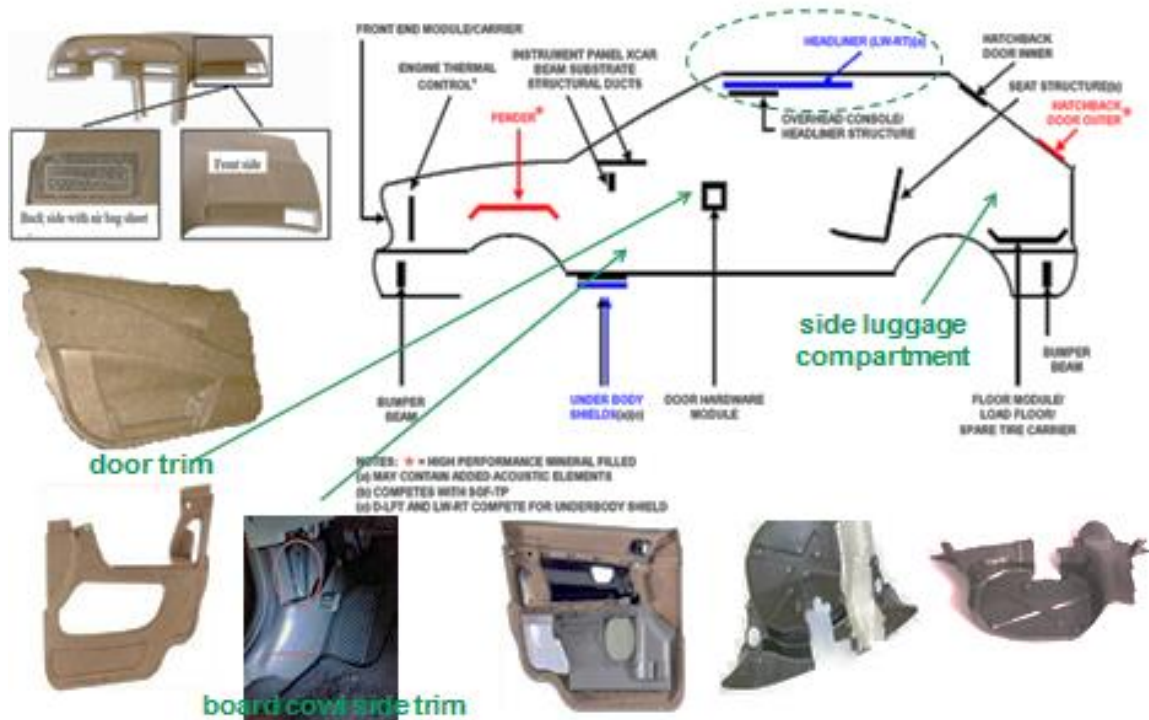 FRONT END MODULE/CARRIER
ENGINE THERMAL
CONTROL*
INSTRUMENT PANEL XCAR
BEAM SUBSTRATE
STRUCTURAL DUCTS
HEADLINER (LW-RT)(a)
HATCHBACK
DOOR INNER
SEAT STRUCTURE(b)
FENDER*
OVERHEAD CONSOLE/
HEADLINER STRUCTURE
HATCHBACK
DOOR OUTER*
Front side
Back side with air bag sheet
side luggage
compartment
BUMPER
BEAM
UNDER BODY
SHIELDS(a)(c)
DOOR HARDWARE
MODULE
FLOOR MODULE/
LOAD FLOOR/
SPARE TIRE CARRIER
BUMPER
BEAM
door trim
NOTES: * = HIGH PERFORMANCE MINERAL FILLED
(a) MAY CONTAIN ADDED ACOUSTIC ELEMENTS
(b) COMPETES WITH SGF-TP
(c) D-LFT AND LW-RT COMPETE FOR UNDERBODY SHIELD
board cowl side trim